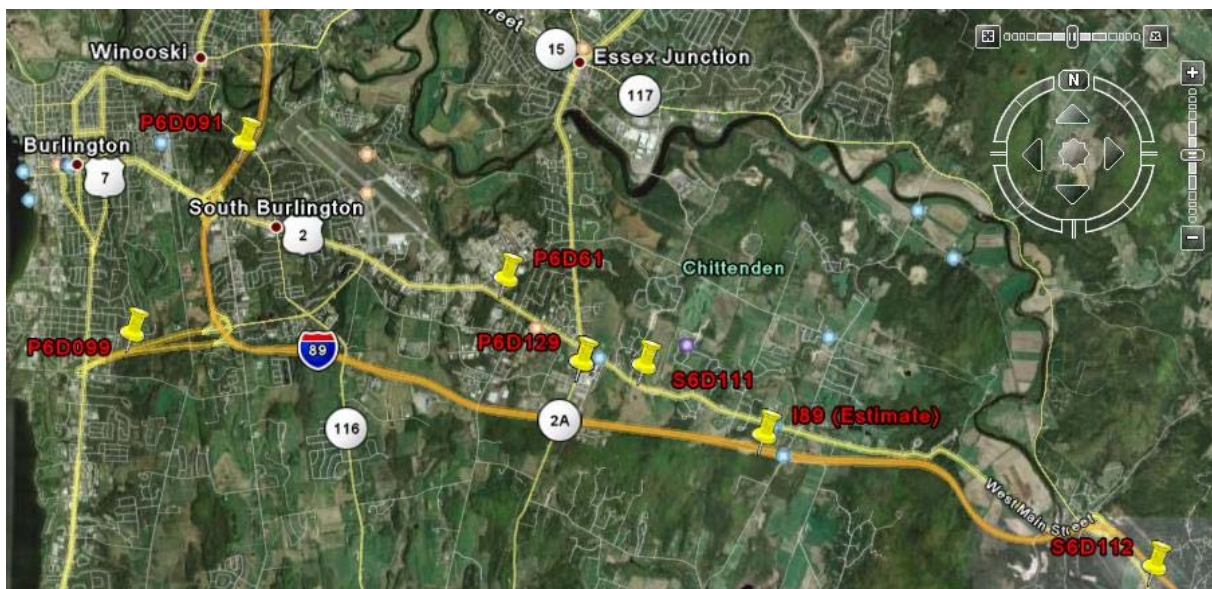 Street
Winooski
15
Essex Junction
117
N
P6D091
Burlington
7
South Burlington
2
P6D61
Chittenden
P6D099
89
P6D129
S6D111
116
2A
I89 (Estimate)
West Main Street
S6D112